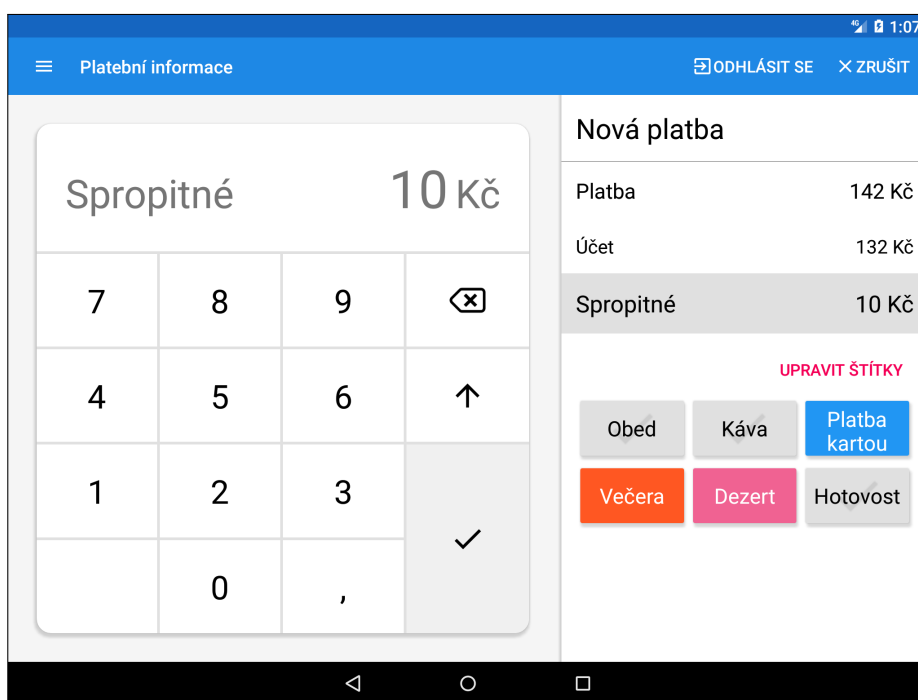 4G 1:07
Platební informace ODHLÁSIT SE ZRUŠIT
Spropitné 10 Kč
7 8 9
4 5 6
1 2 3
0 ,
Nová platba
Platba 142 Kč
Účet 132 Kč
Spropitné 10 Kč
UPRAVIT ŠTÍTKY
Obed Káva Platba
kartou
Večera Dezert Hotovost